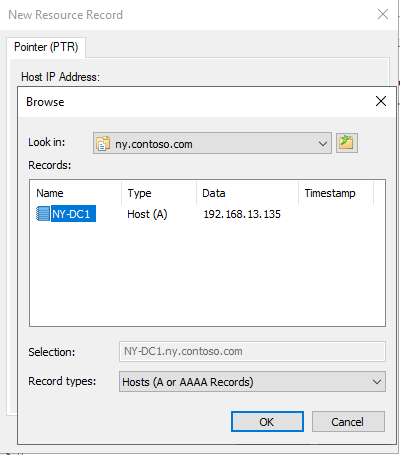 New Resource Record
Pointer (PTR)
Host IP Address:
Browse
Look in: ny.contoso.com
Records:
Name Type Data Timestamp
NY-DC1 Host (A) 192.168.13.135
Selection: NY-DC1.ny.contoso.com
Record types: Hosts (A or AAAA Records)
OK Cancel